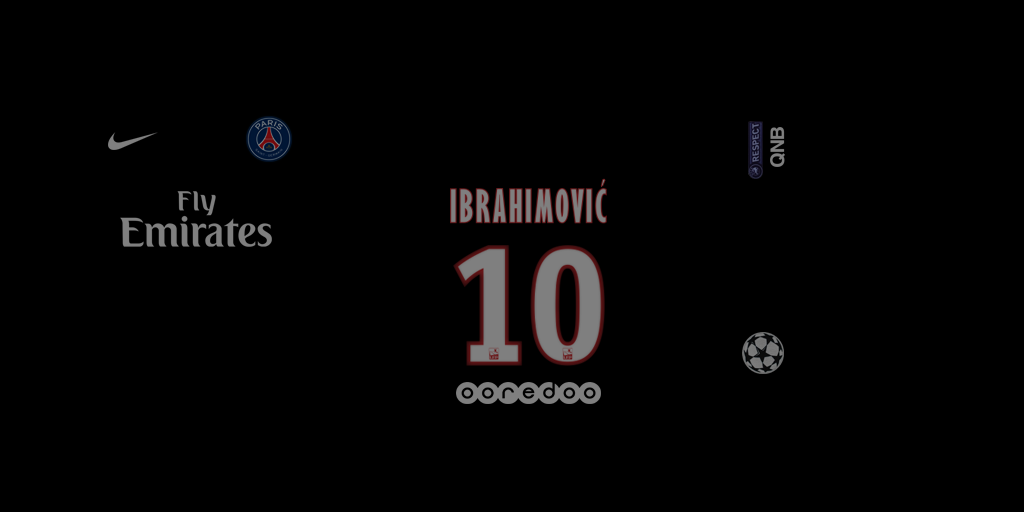 PARIS
Fly
Emirates
IBRAHIMOVIĆ
10
ooredoo
RESPECT
QNB